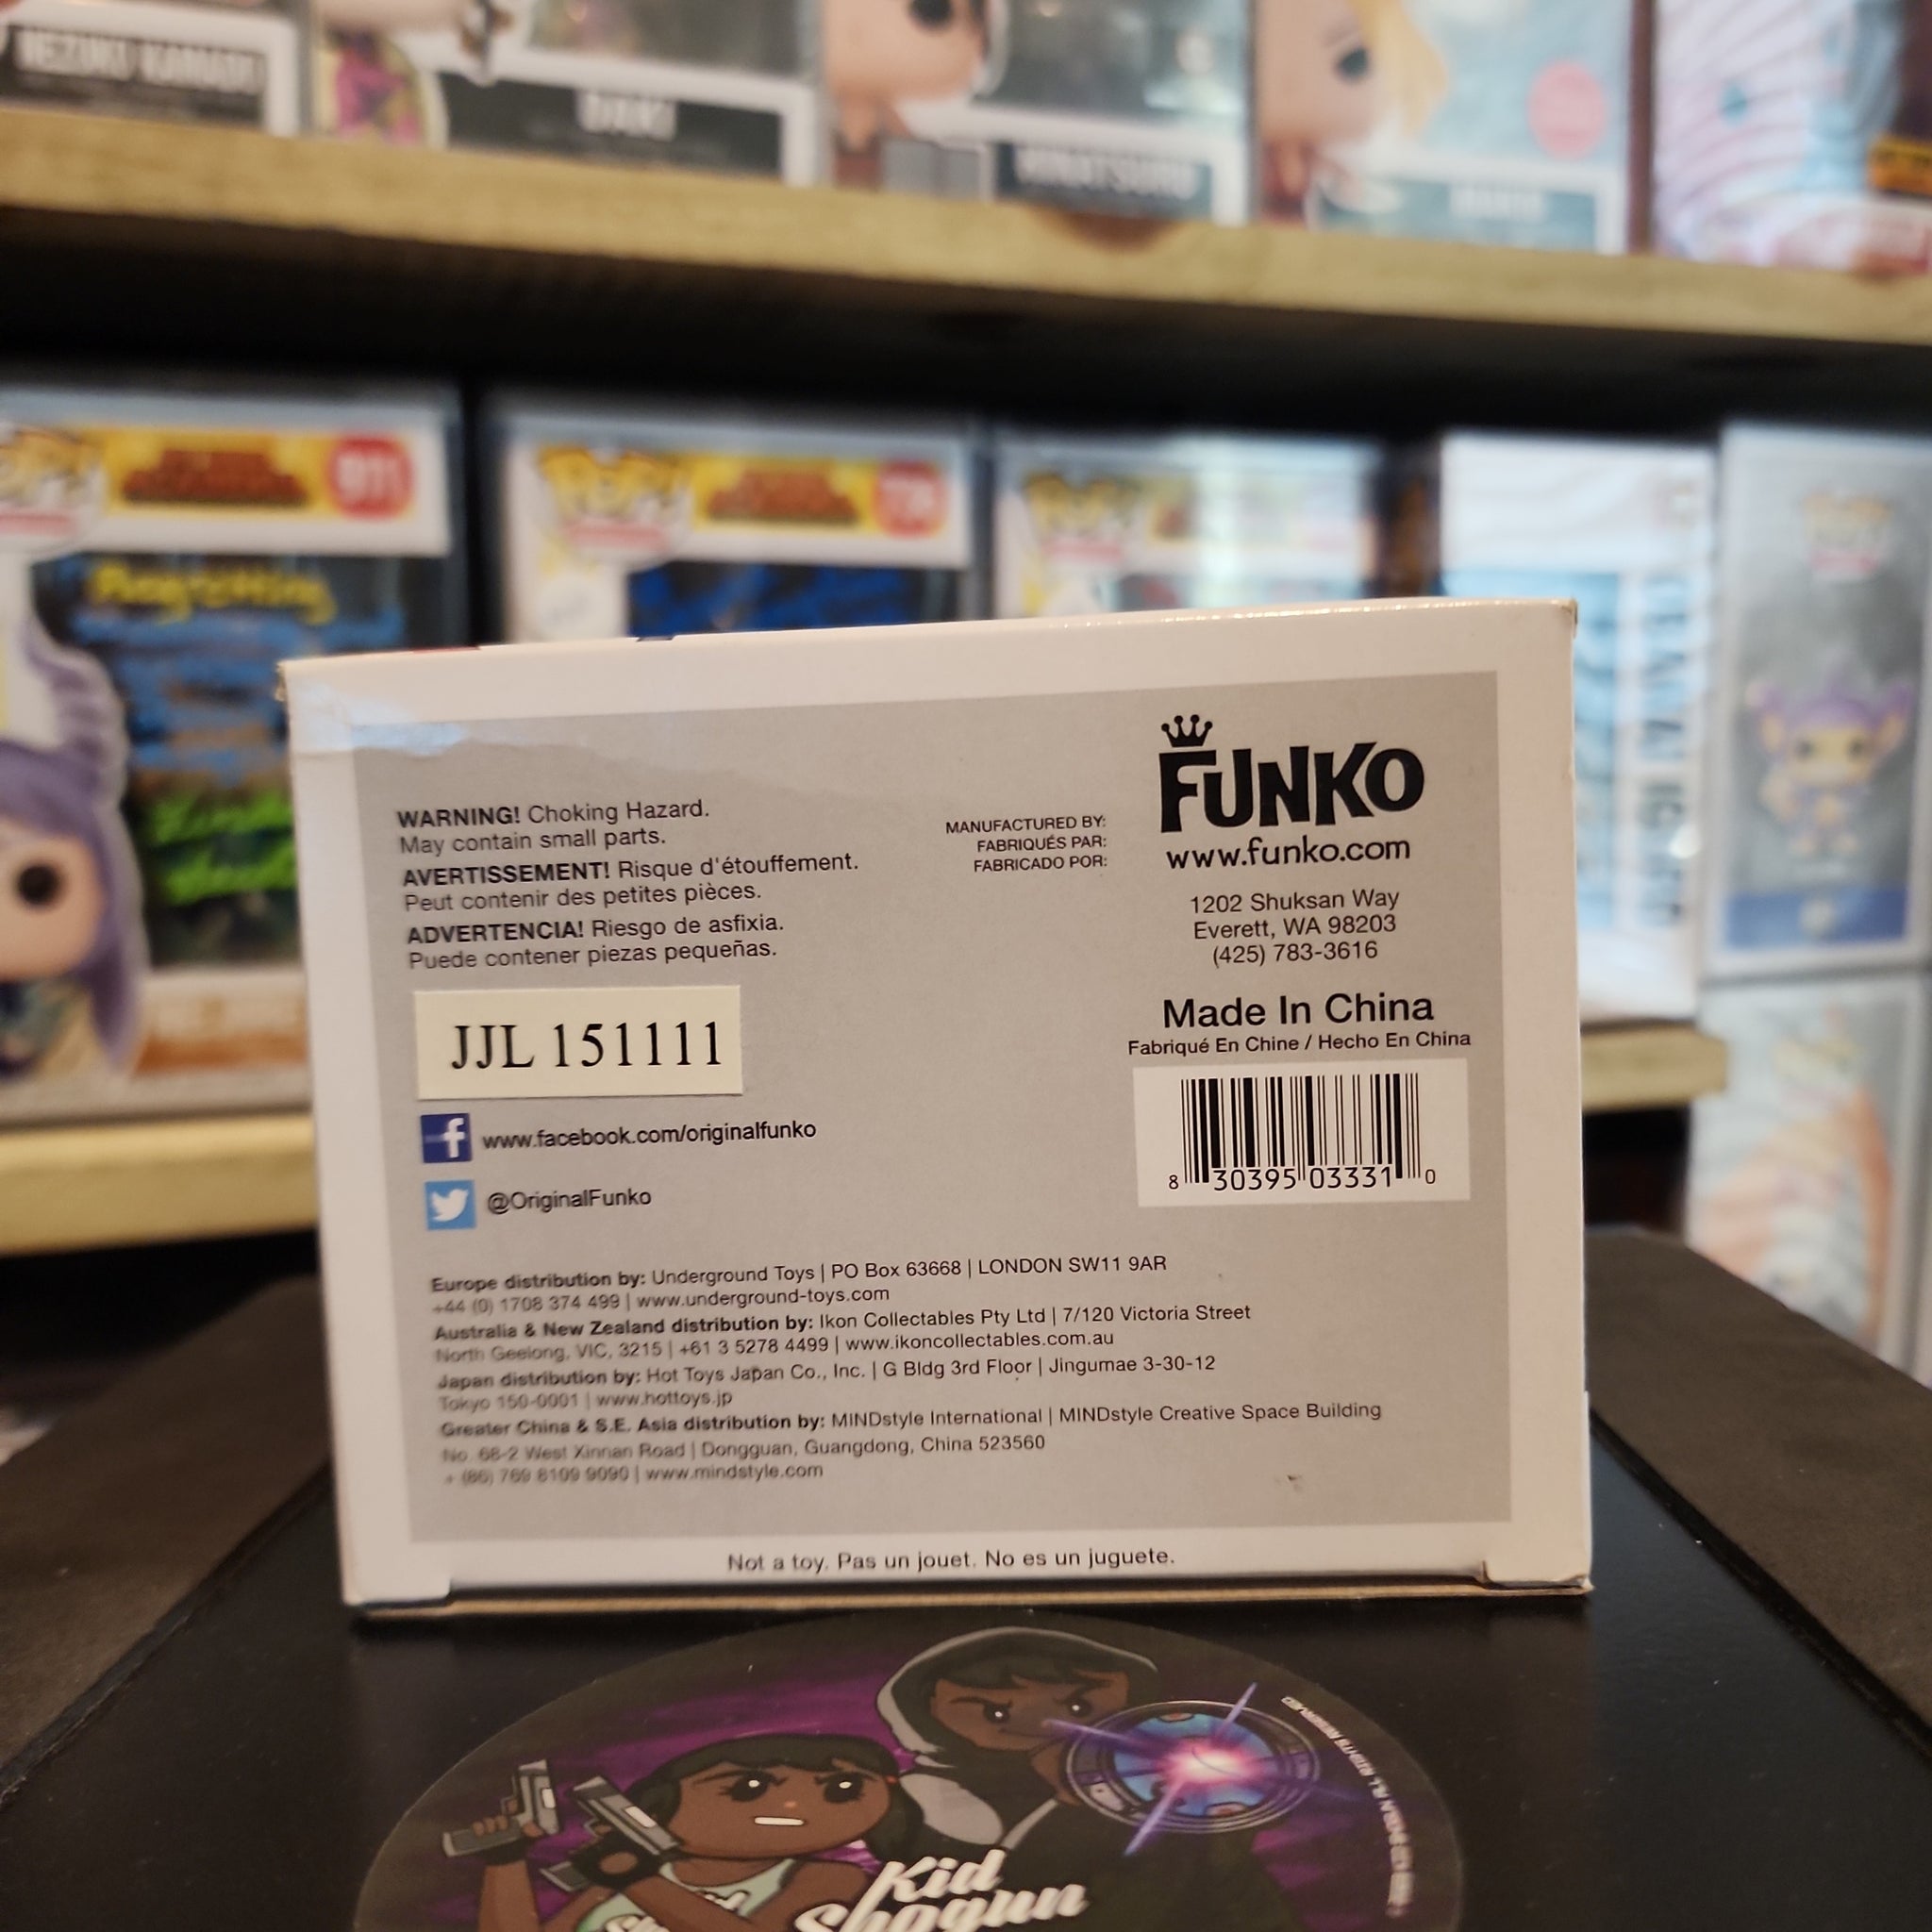 DAKI
HINATSURU
POP!
911
POP!
POP!
WARNING! Choking Hazard.
May contain small parts.
AVERTISSEMENT! Risque d'étouffement.
Peut contenir des petites pièces.
ADVERTENCIA! Riesgo de asfixia.
Puede contener piezas pequeñas.
JJL 151111
www.facebook.com/originalfunko
@OriginalFunko
MANUFACTURED BY:
FABRIQUÉS PAR:
FABRICADO POR:
FUNKO
www.funko.com
1202 Shuksan Way
Everett, WA 98203
(425) 783-3616
Made In China
Fabriqué En Chine / Hecho En China
8 30395 03331 0
Europe distribution by: Underground Toys | PO Box 63668 | LONDON SW11 9AR
+44 (0) 1708 374 499 | www.underground-toys.com
Australia & New Zealand distribution by: Ikon Collectables Pty Ltd | 7/120 Victoria Street
North Geelong, VIC, 3215 | +61 3 5278 4499 | www.ikoncollectables.com.au
Japan distribution by: Hot Toys Japan Co., Inc. | G Bldg 3rd Floor | Jingumae 3-30-12
Tokyo 150-0001 | www.hottoys.jp
Greater China & S.E. Asia distribution by: MINDstyle International | MINDstyle Creative Space Building
No. 68-2 West Xinnan Road | Dongguan, Guangdong, China 523560
+ (86) 769 8109 9090 | www.mindstyle.com
Not a toy. Pas un jouet. No es un juguete.
Kid
Shogun